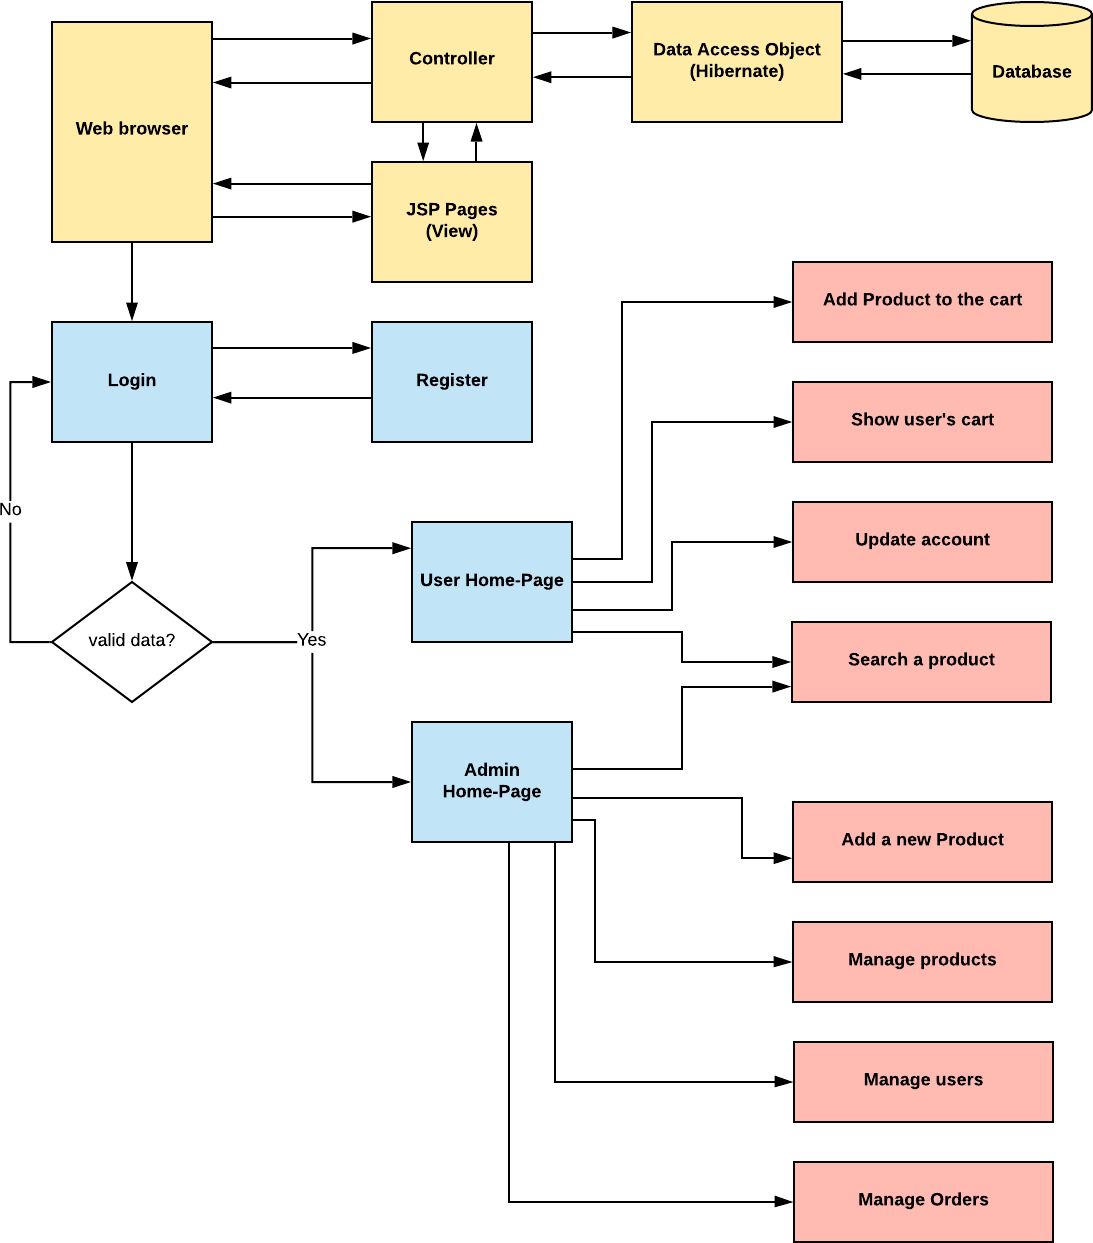 Web browser
Controller
Data Access Object
(Hibernate)
Database
JSP Pages
(View)
Login
Register
No
valid data?
Yes
User Home-Page
Admin
Home-Page
Add Product to the cart
Show user's cart
Update account
Search a product
Add a new Product
Manage products
Manage users
Manage Orders